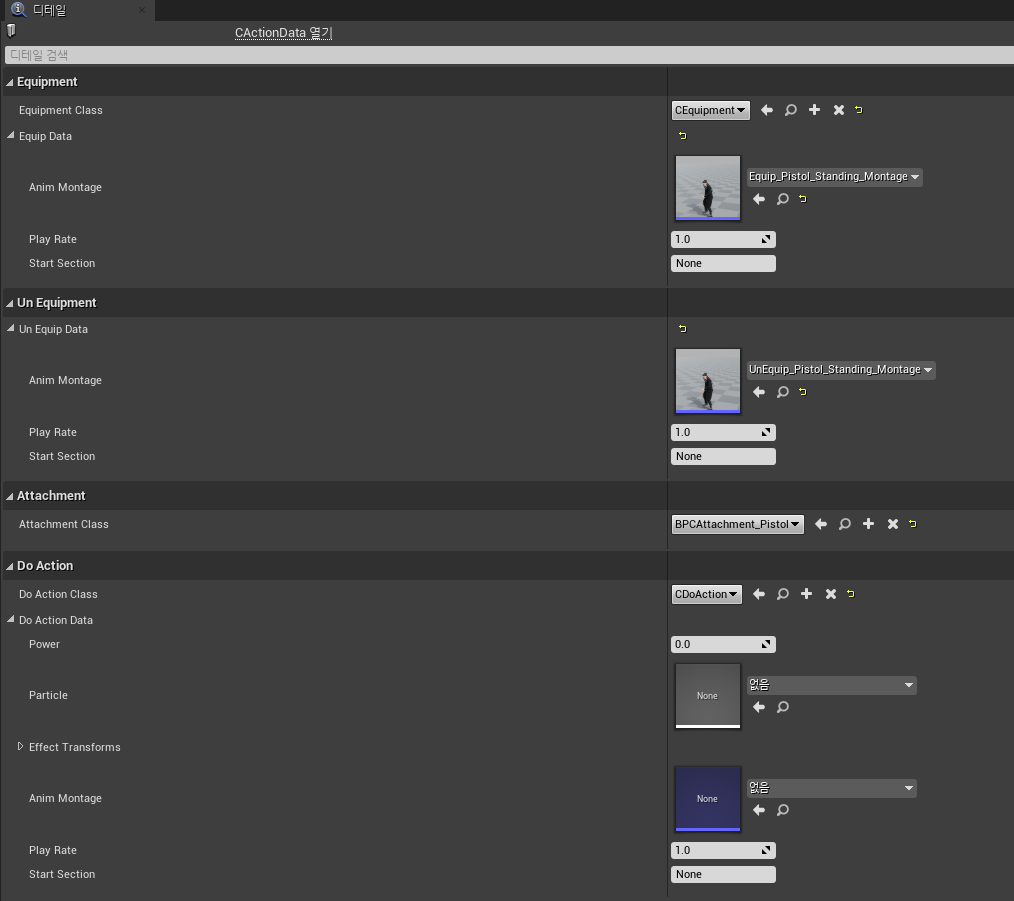 디테일
CActionData 열기
디테일 검색
Equipment
Equipment Class
CEquipment
Equip Data
Anim Montage
Equip_Pistol_Standing_Montage
Play Rate
1.0
Start Section
None
Un Equipment
Un Equip Data
Anim Montage
UnEquip_Pistol_Standing_Montage
Play Rate
1.0
Start Section
None
Attachment
Attachment Class
BPCAttachment_Pistol
Do Action
Do Action Class
CDoAction
Do Action Data
Power
0.0
Particle
None
없음
Effect Transforms
Anim Montage
None
없음
Play Rate
1.0
Start Section
None